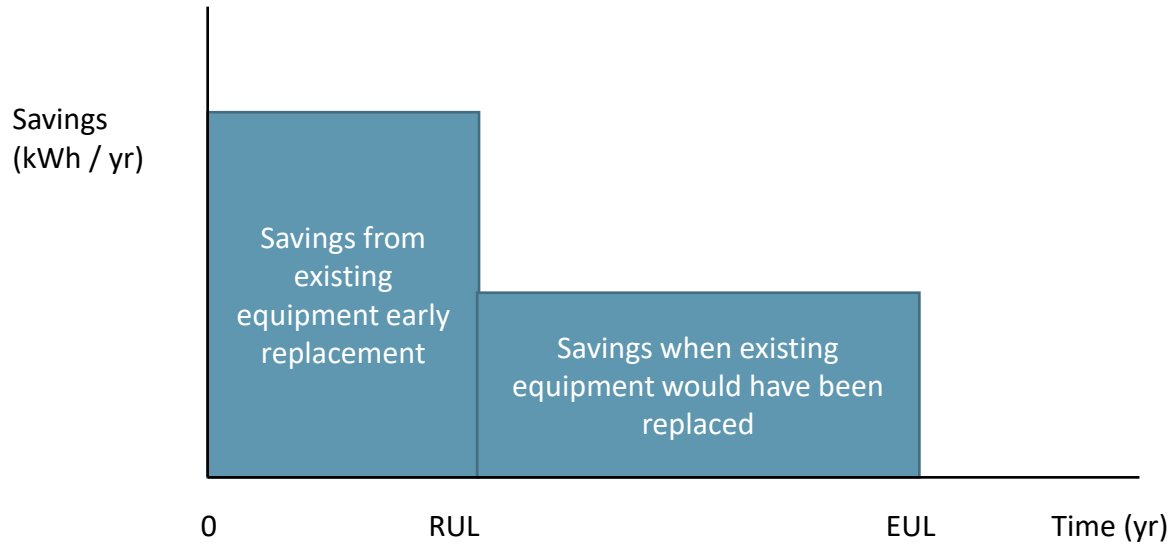 Savings
(kWh / yr)
Savings from
existing
equipment early
replacement
Savings when existing
equipment would have been
replaced
0
RUL
EUL
Time (yr)